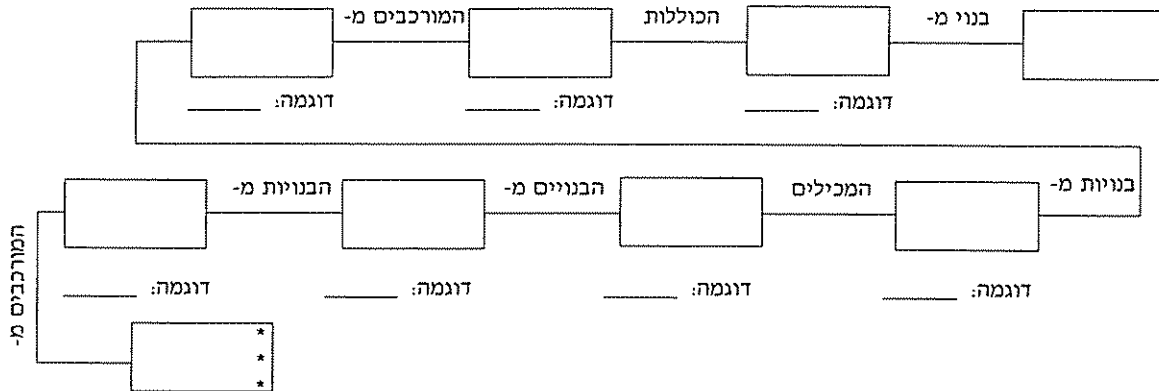 בנוי מ- הכוללות המורכבים מ-
דוגמה: ______ דוגמה: ______ דוגמה: ______
בנויות מ- המכילים הבנויים מ- הבנויות מ-
דוגמה: ______ דוגמה: ______ דוגמה: ______ דוגמה: ______
המורכבים מ-
*
*
*